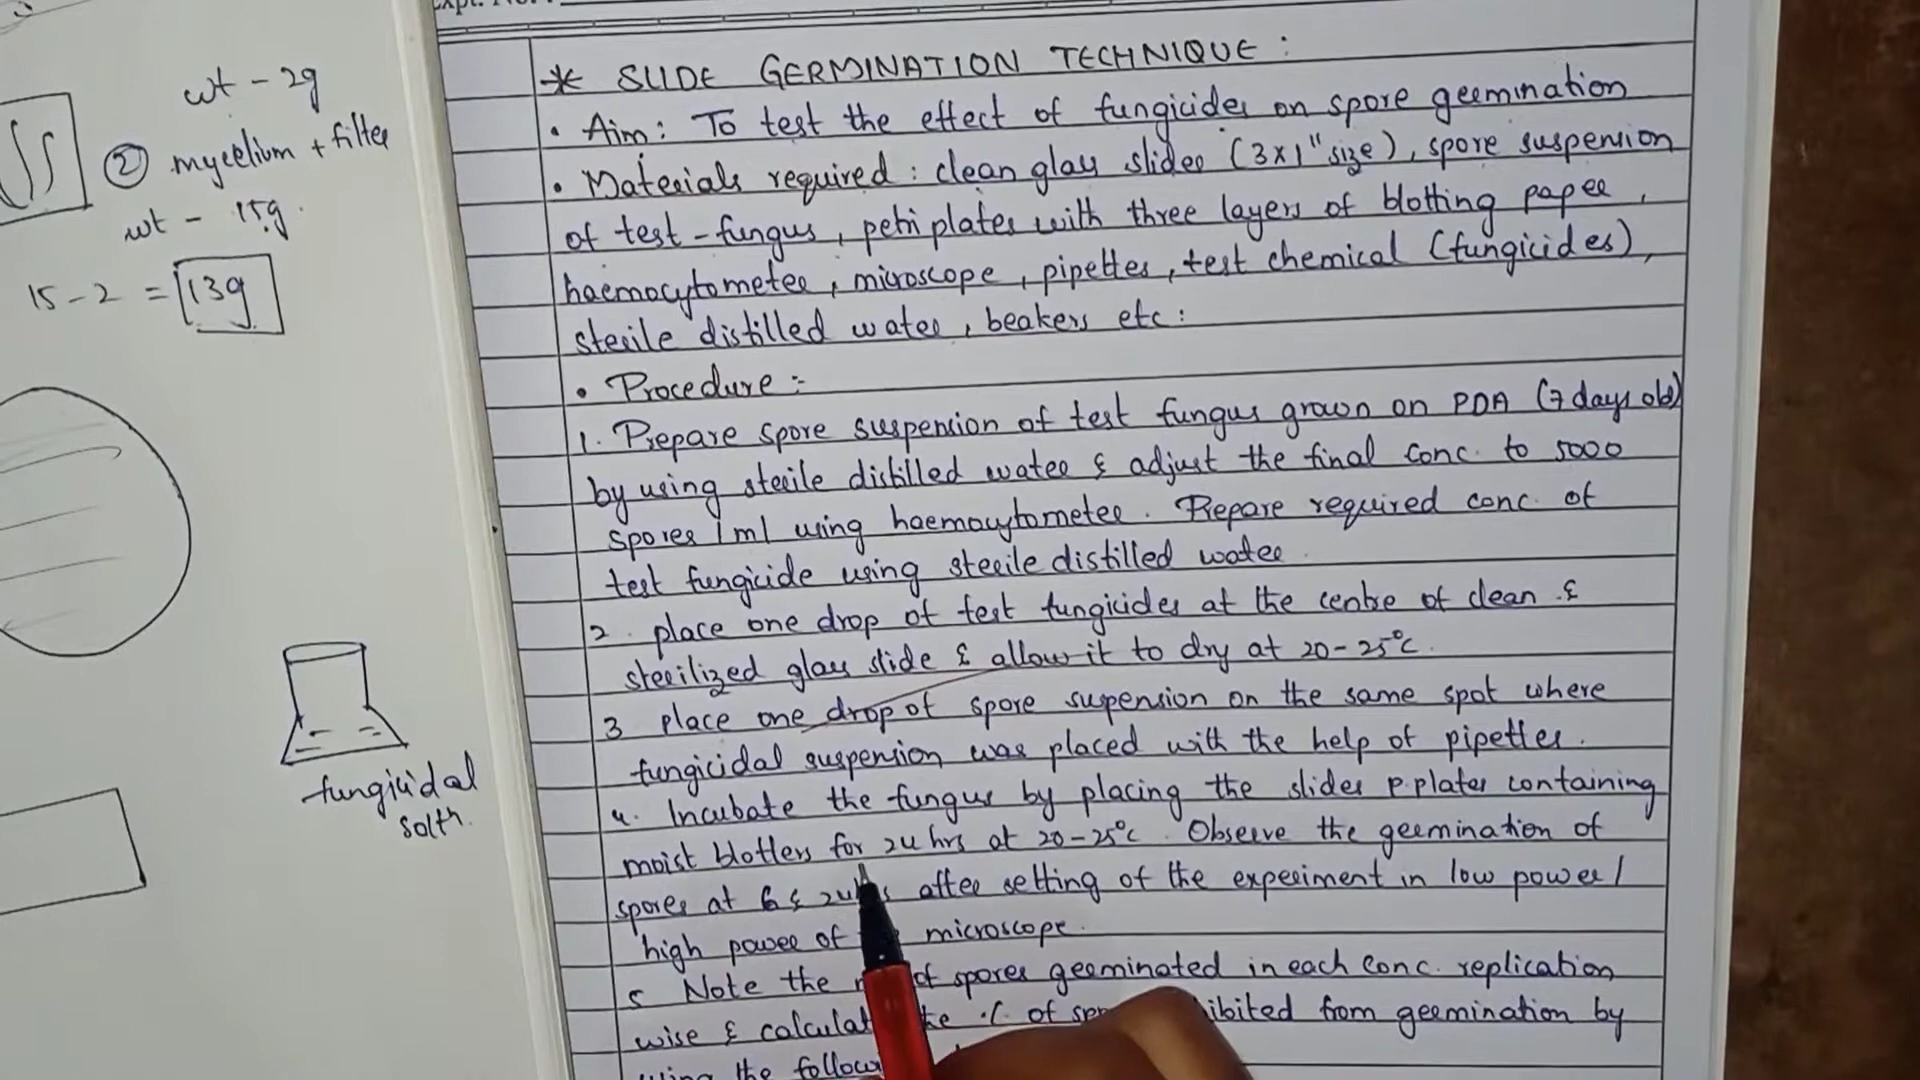 Expt. No.
wt - 2g
② mycelium + filter
wt - 15g.
15 - 2 = 13g
fungicidal
soltn.
* SLIDE GERMINATION TECHNIQUE :
• Aim: To test the effect of fungicides on spore germination
• Materials required: clean glass slides (3x1" size), spore suspension
of test-fungus, petri plates with three layers of blotting paper,
haemocytometer, microscope, pipettes, test chemical (fungicides),
sterile distilled water, beakers etc:
• Procedure :-
1. Prepare spore suspension of test fungus grown on PDA (7 days old)
by using sterile distilled water & adjust the final conc. to 5000
spores / ml using haemocytometer. Prepare required conc. of
test fungicide using sterile distilled water.
2. place one drop of test fungicides at the centre of clean &
sterilized glass slide & allow it to dry at 20-25°C.
3 place one drop of spore supension on the same spot where
fungicidal suspension was placed with the help of pipettes.
4. Incubate the fungus by placing the slides p.plates containing
moist blotters for 24 hrs at 20-25°c. Observe the germination of
spores at 6 & 24 after setting of the experiment in low power /
high power of microscope.
5 Note the of spores germinated in each conc. replication
wise & calculat % of from germination by
using the follow